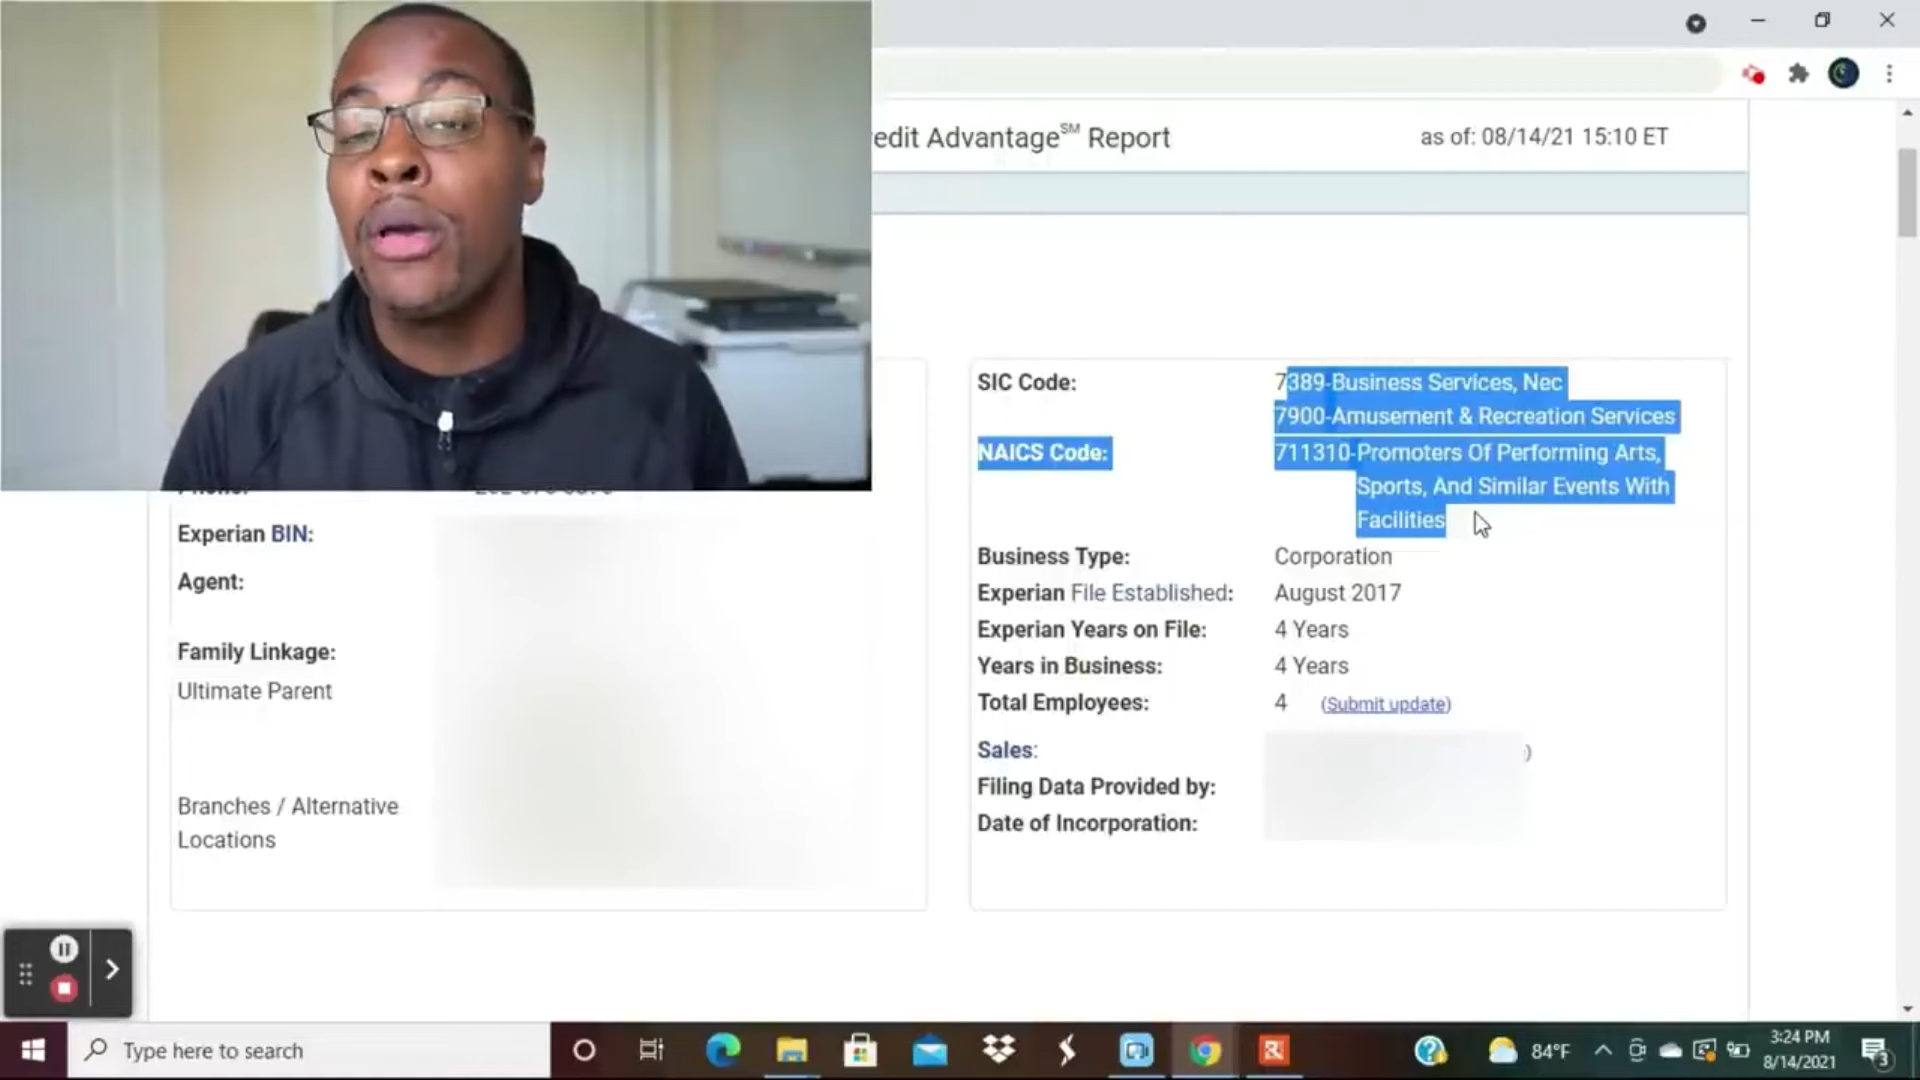 edit Advantage℠ Report
as of: 08/14/21 15:10 ET
SIC Code:
7389-Business Services, Nec
7900-Amusement & Recreation Services
NAICS Code:
711310-Promoters Of Performing Arts,
Sports, And Similar Events With
Facilities
Experian BIN:
Agent:
Family Linkage:
Ultimate Parent
Branches / Alternative
Locations
Business Type:
Corporation
Experian File Established:
August 2017
Experian Years on File:
4 Years
Years in Business:
4 Years
Total Employees:
4 (Submit update)
Sales:
)
Filing Data Provided by:
Date of Incorporation:
Type here to search
84°F
3:24 PM
8/14/2021
3